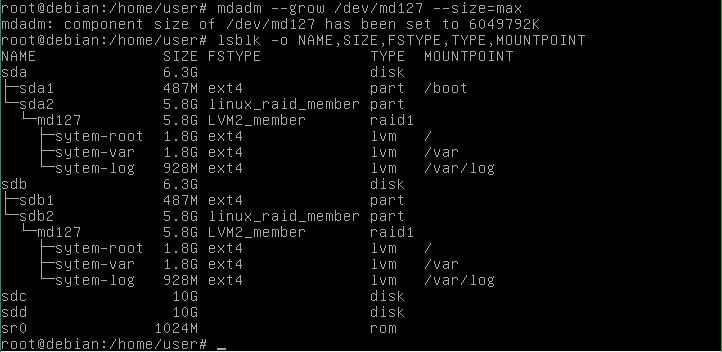 root@debian:/home/user# mdadm --grow /dev/md127 --size=max
mdadm: component size of /dev/md127 has been set to 6049792K
root@debian:/home/user# lsblk -o NAME,SIZE,FSTYPE,TYPE,MOUNTPOINT
NAME                SIZE FSTYPE            TYPE  MOUNTPOINT
sda                 6.3G                   disk
├─sda1              487M ext4              part  /boot
└─sda2              5.8G linux_raid_member part
  └─md127           5.8G LVM2_member       raid1
    ├─sytem-root    1.8G ext4              lvm   /
    ├─sytem-var     1.8G ext4              lvm   /var
    └─sytem-log     928M ext4              lvm   /var/log
sdb                 6.3G                   disk
├─sdb1              487M ext4              part
└─sdb2              5.8G linux_raid_member part
  └─md127           5.8G LVM2_member       raid1
    ├─sytem-root    1.8G ext4              lvm   /
    ├─sytem-var     1.8G ext4              lvm   /var
    └─sytem-log     928M ext4              lvm   /var/log
sdc                  10G                   disk
sdd                  10G                   disk
sr0                1024M                   rom
root@debian:/home/user# _